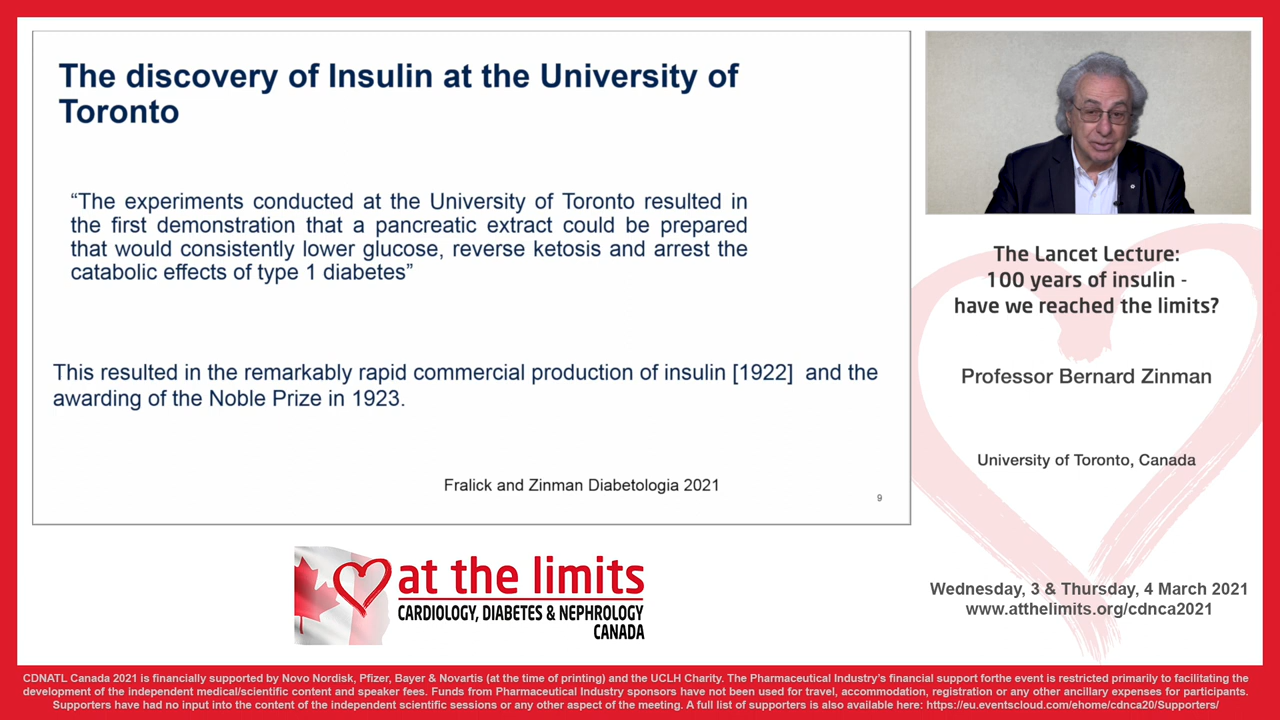 The discovery of Insulin at the University of
Toronto
“The experiments conducted at the University of Toronto resulted in
the first demonstration that a pancreatic extract could be prepared
that would consistently lower glucose, reverse ketosis and arrest the
catabolic effects of type 1 diabetes”
This resulted in the remarkably rapid commercial production of insulin [1922]  and the
awarding of the Noble Prize in 1923.
Fralick and Zinman Diabetologia 2021
9
The Lancet Lecture:
100 years of insulin -
have we reached the limits?
Professor Bernard Zinman
University of Toronto, Canada
Wednesday, 3 & Thursday, 4 March 2021
www.atthelimits.org/cdnca2021
at the limits
CARDIOLOGY, DIABETES & NEPHROLOGY
CANADA
CDNATL Canada 2021 is financially supported by Novo Nordisk, Pfizer, Bayer & Novartis (at the time of printing) and the UCLH Charity. The Pharmaceutical Industry's financial support forthe event is restricted primarily to facilitating the
development of the independent medical/scientific content and speaker fees. Funds from Pharmaceutical Industry sponsors have not been used for travel, accommodation, registration or any other ancillary expenses for participants.
Supporters have had no input into the content of the independent scientific sessions or any other aspect of the meeting. A full list of supporters is also available here: https://eu.eventscloud.com/ehome/cdnca20/Supporters/